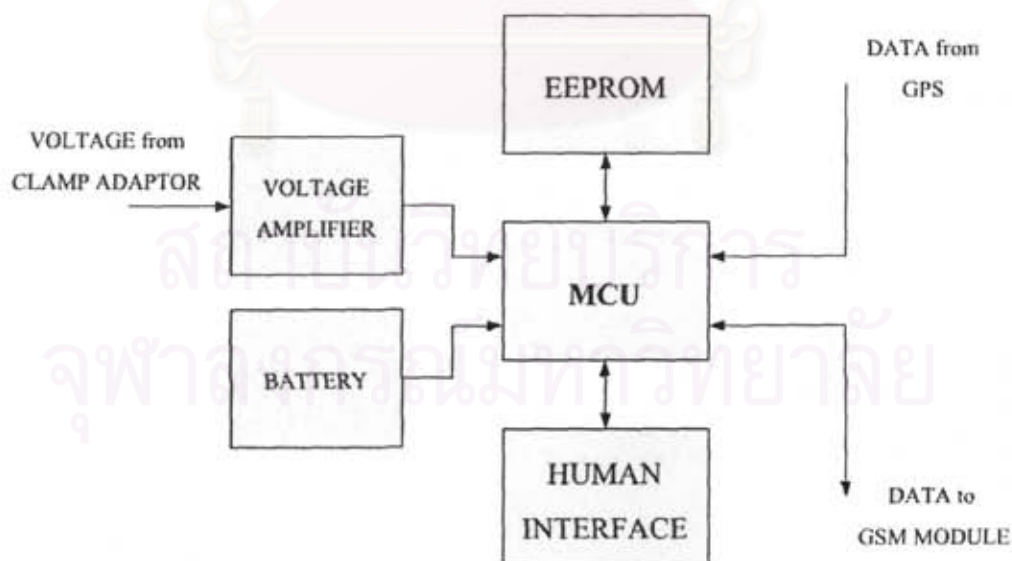 EEPROM
DATA from
GPS
VOLTAGE from
CLAMP ADAPTOR
VOLTAGE
AMPLIFIER
MCU
BATTERY
HUMAN
INTERFACE
DATA to
GSM MODULE
สถาบันวิทยบริการ
จุฬาลงกรณ์มหาวิทยาลัย